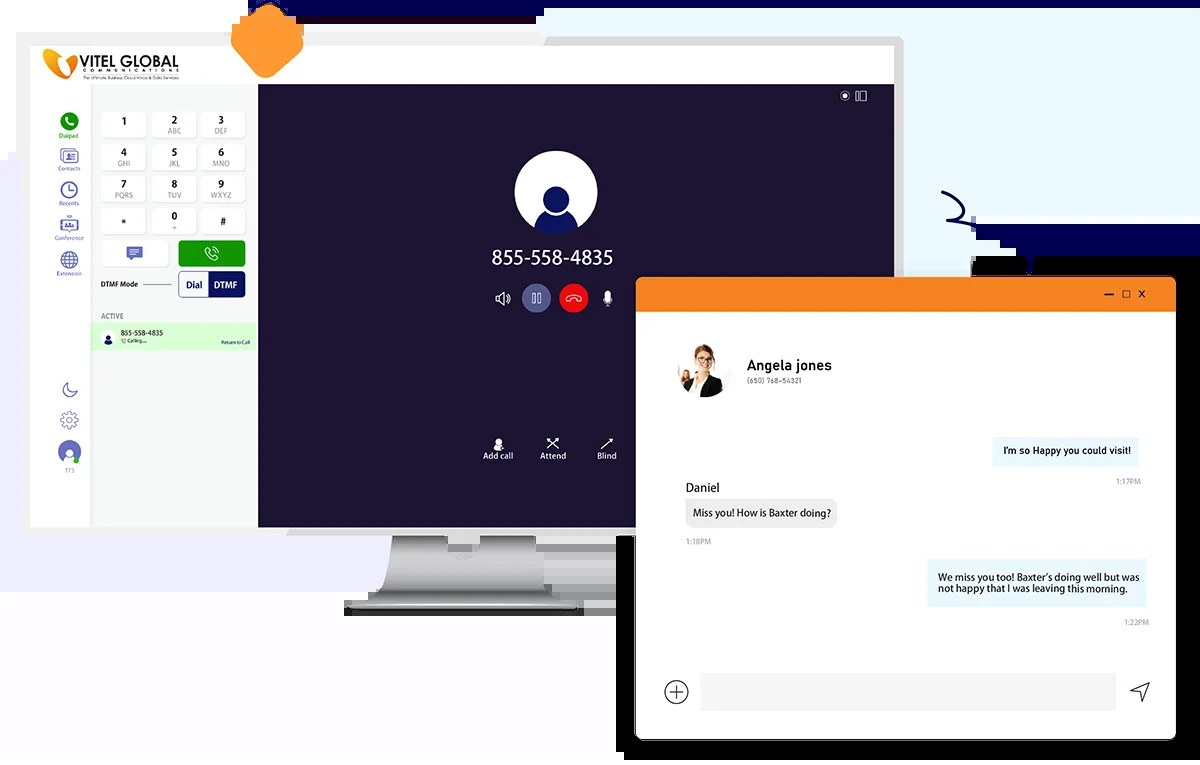 VITEL GLOBAL
COMMUNICATIONS
The Ultimate Business Cloud Voice & Data Services
Dialpad
Contacts
Recents
Conference
Extension
173
1
2
ABC
3
DEF
4
GHI
5
JKL
6
MNO
7
PQRS
8
TUV
9
WXYZ
*
0
+
#
DTMF Mode
Dial
DTMF
ACTIVE
855-558-4835
Calling...
Return to Call
855-558-4835
Add call
Attend
Blind
X
Angela jones
(650) 768-54321
I'm so Happy you could visit!
1:17PM
Daniel
Miss you! How is Baxter doing?
1:18PM
We miss you too! Baxter's doing well but was
not happy that I was leaving this morning.
1:22PM